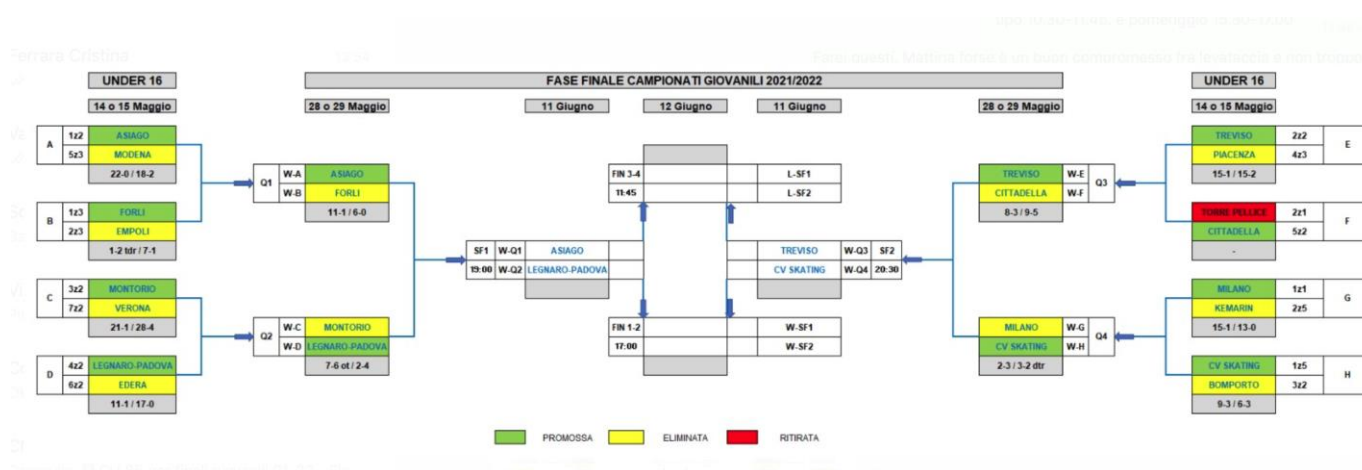 Ferrara Cristina
UNDER 16
14 o 15 Maggio
FASE FINALE CAMPIONATI GIOVANILI 2021/2022
28 o 29 Maggio
11 Giugno
12 Giugno
11 Giugno
28 o 29 Maggio
UNDER 16
14 o 15 Maggio
A
1z2 ASIAGO
5z3 MODENA
22-0 / 18-2
B
1z3 FORLI
2z3 EMPOLI
1-2 tdr / 7-1
C
3z2 MONTORIO
7z2 VERONA
21-1 / 28-4
D
4z2 LEGNARO-PADOVA
6z2 EDERA
11-1 / 17-0
Q1
W-A ASIAGO
W-B FORLI
11-1 / 6-0
Q2
W-C MONTORIO
W-D LEGNARO-PADOVA
7-6 ot / 2-4
SF1 W-Q1 ASIAGO
19:00 W-Q2 LEGNARO-PADOVA
FIN 3-4 L-SF1
11:45 L-SF2
TREVISO W-Q3 SF2
CV SKATING W-Q4 20:30
FIN 1-2 W-SF1
17:00 W-SF2
TREVISO W-E
CITTADELLA W-F
Q3
8-3 / 9-5
MILANO W-G
CV SKATING W-H
Q4
2-3 / 3-2 dtr
TREVISO 2z2
PIACENZA 4z3
E
15-1 / 15-2
TORRE PELLICE 2z1
CITTADELLA 5z2
F
-
MILANO 1z1
KEMARIN 2z5
G
15-1 / 13-0
CV SKATING 1z5
BOMPORTO 3z2
H
9-3 / 6-3
PROMOSSA
ELIMINATA
RITIRATA